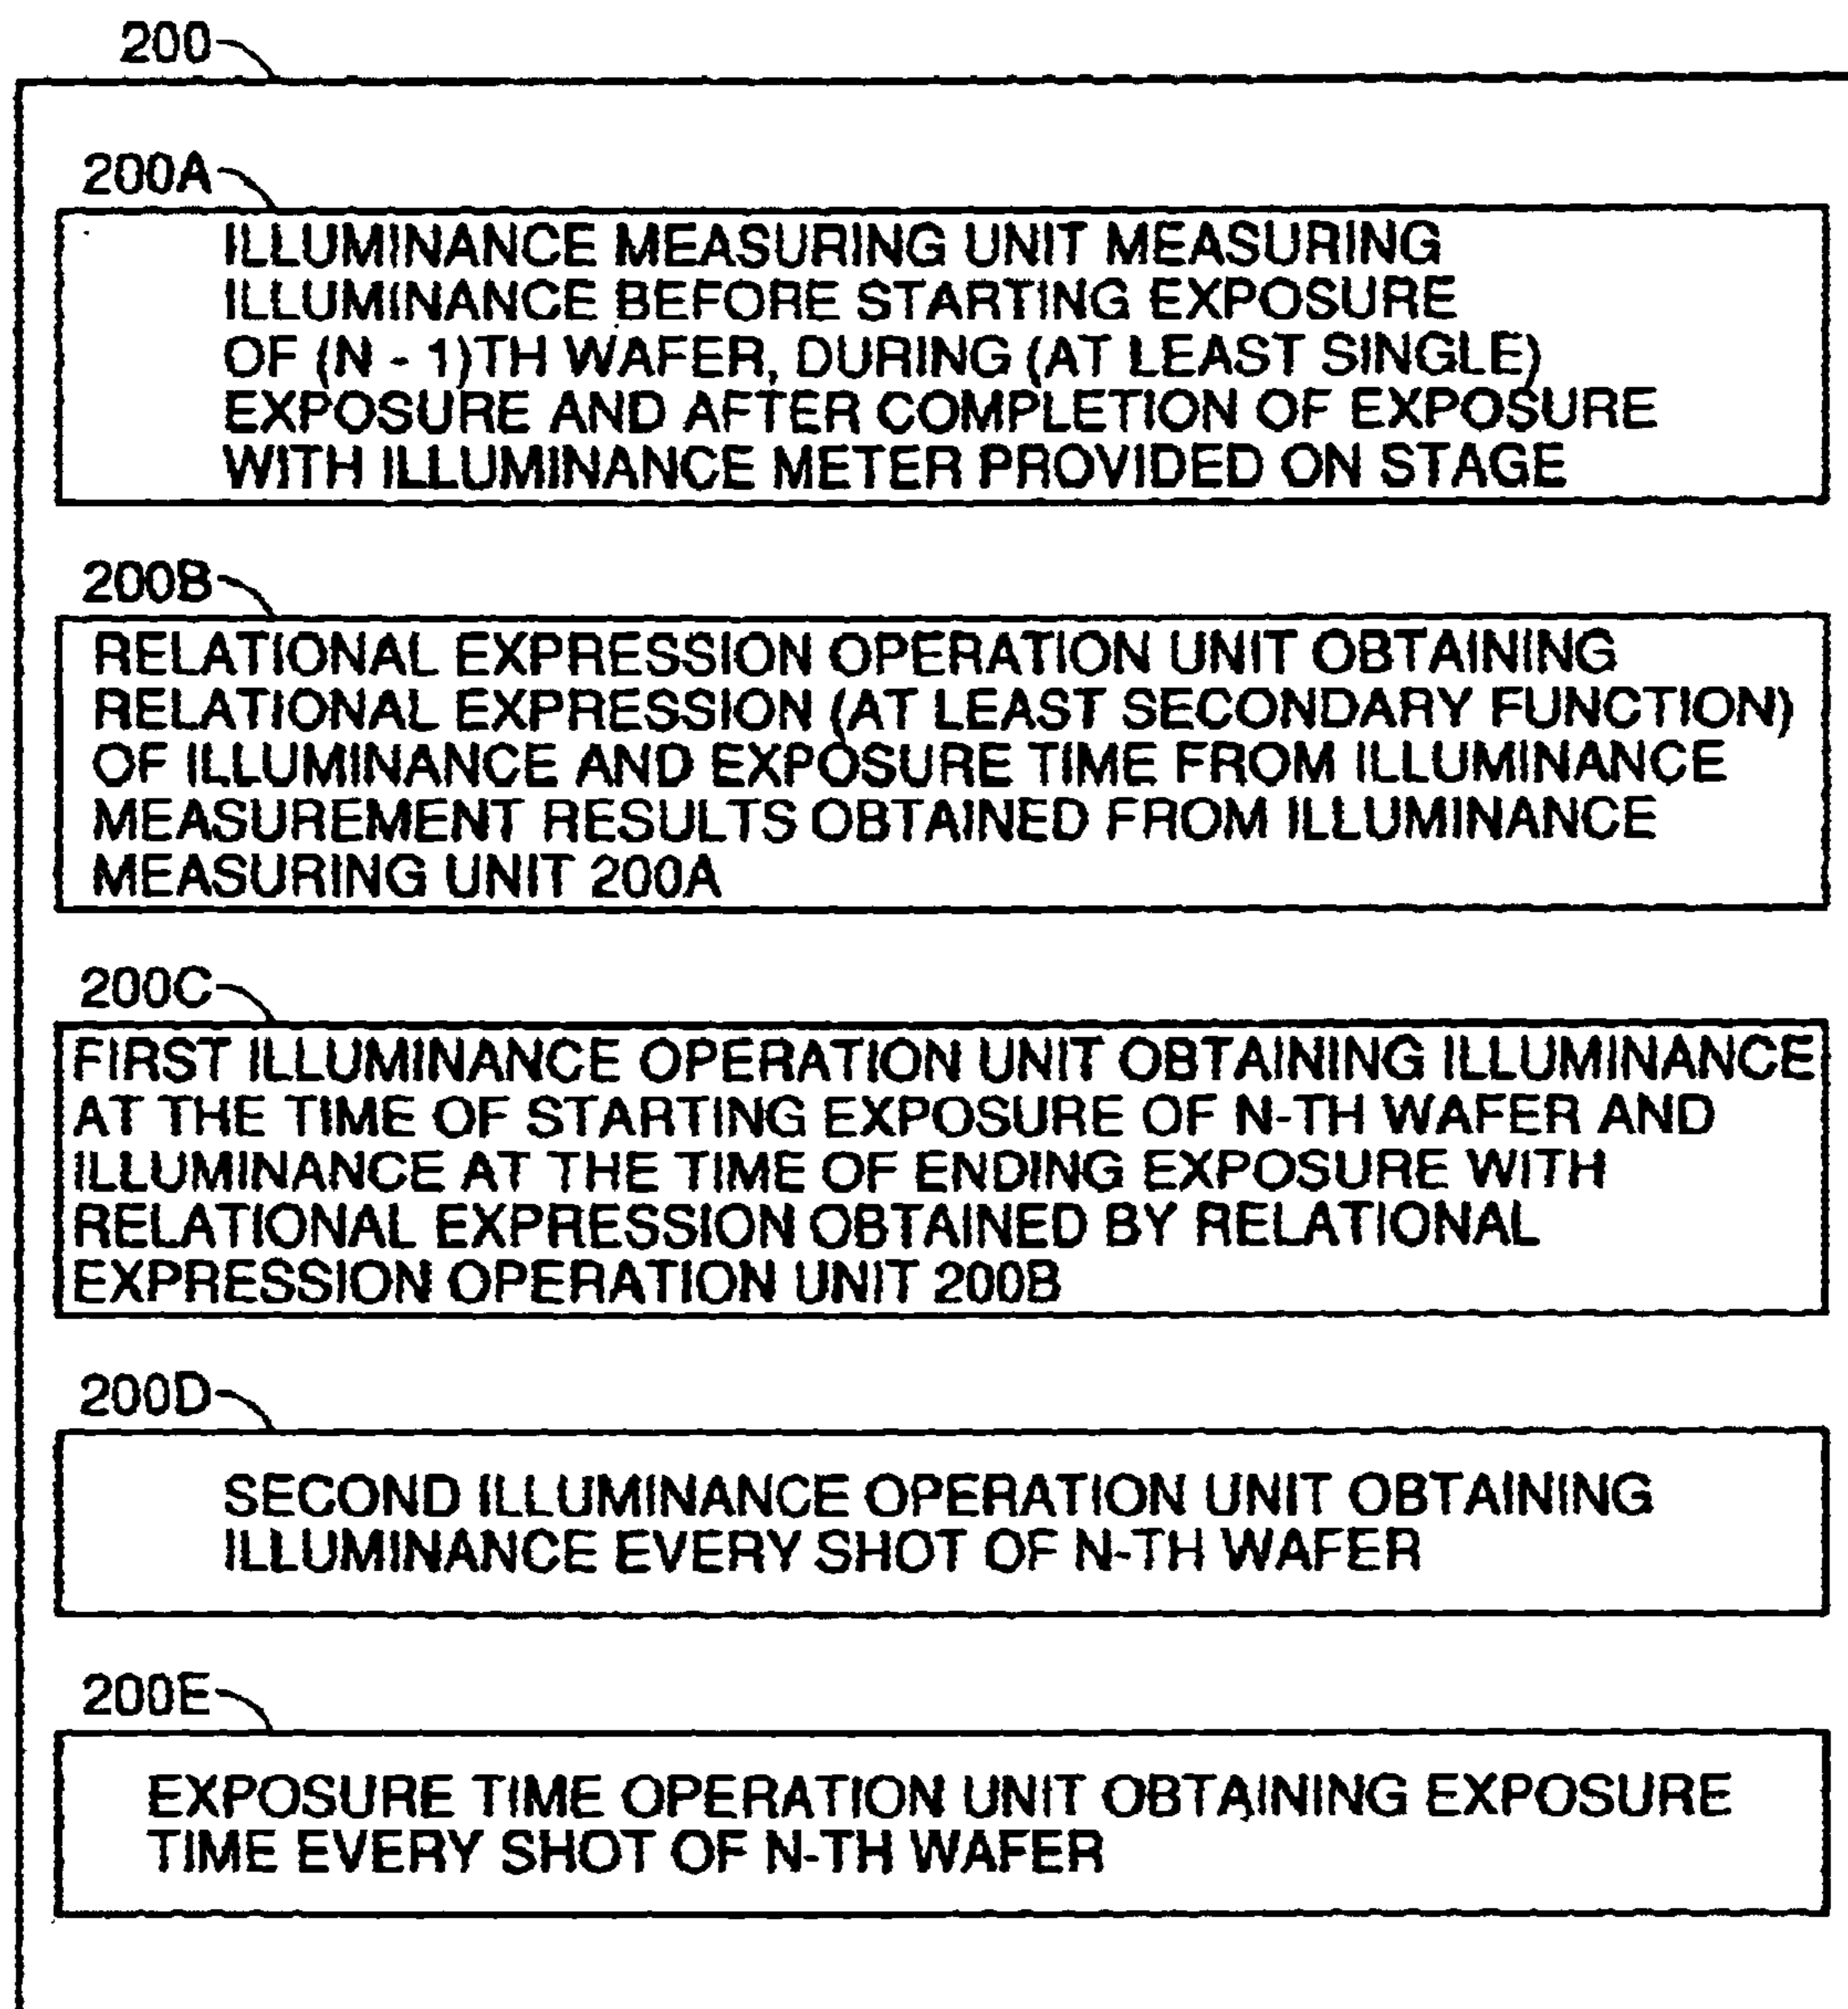 200
200A
ILLUMINANCE MEASURING UNIT MEASURING
ILLUMINANCE BEFORE STARTING EXPOSURE
OF (N - 1)TH WAFER, DURING (AT LEAST SINGLE)
EXPOSURE AND AFTER COMPLETION OF EXPOSURE
WITH ILLUMINANCE METER PROVIDED ON STAGE
200B
RELATIONAL EXPRESSION OPERATION UNIT OBTAINING
RELATIONAL EXPRESSION (AT LEAST SECONDARY FUNCTION)
OF ILLUMINANCE AND EXPOSURE TIME FROM ILLUMINANCE
MEASUREMENT RESULTS OBTAINED FROM ILLUMINANCE
MEASURING UNIT 200A
200C
FIRST ILLUMINANCE OPERATION UNIT OBTAINING ILLUMINANCE
AT THE TIME OF STARTING EXPOSURE OF N-TH WAFER AND
ILLUMINANCE AT THE TIME OF ENDING EXPOSURE WITH
RELATIONAL EXPRESSION OBTAINED BY RELATIONAL
EXPRESSION OPERATION UNIT 200B
200D
SECOND ILLUMINANCE OPERATION UNIT OBTAINING
ILLUMINANCE EVERY SHOT OF N-TH WAFER
200E
EXPOSURE TIME OPERATION UNIT OBTAINING EXPOSURE
TIME EVERY SHOT OF N-TH WAFER